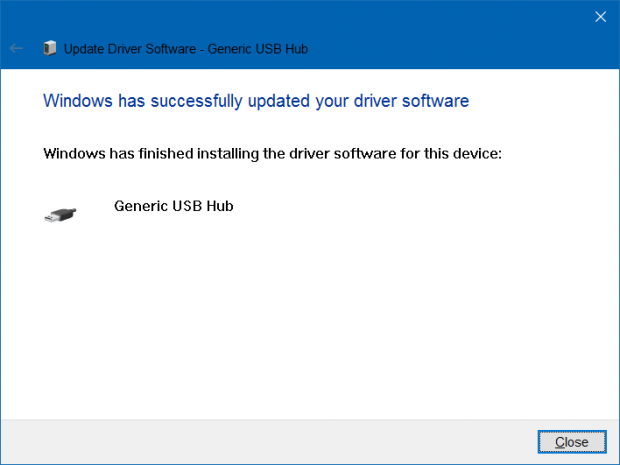 Update Driver Software - Generic USB Hub
Windows has successfully updated your driver software
Windows has finished installing the driver software for this device:
Generic USB Hub
Close